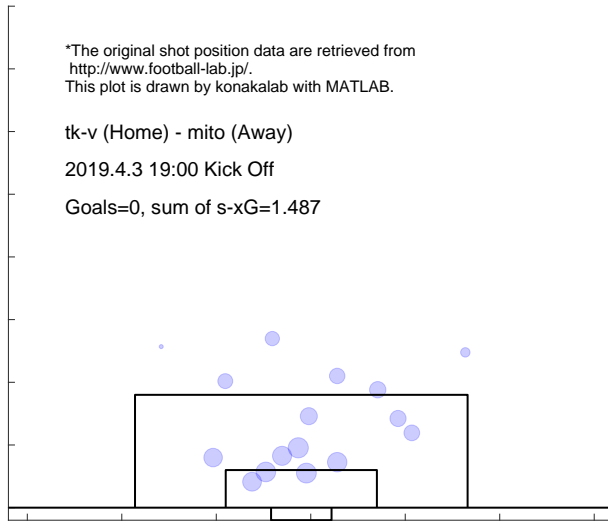 *The original shot position data are retrieved from
http://www.football-lab.jp/.
This plot is drawn by konakalab with MATLAB.
tk-v (Home) - mito (Away)
2019.4.3 19:00 Kick Off
Goals=0, sum of s-xG=1.487